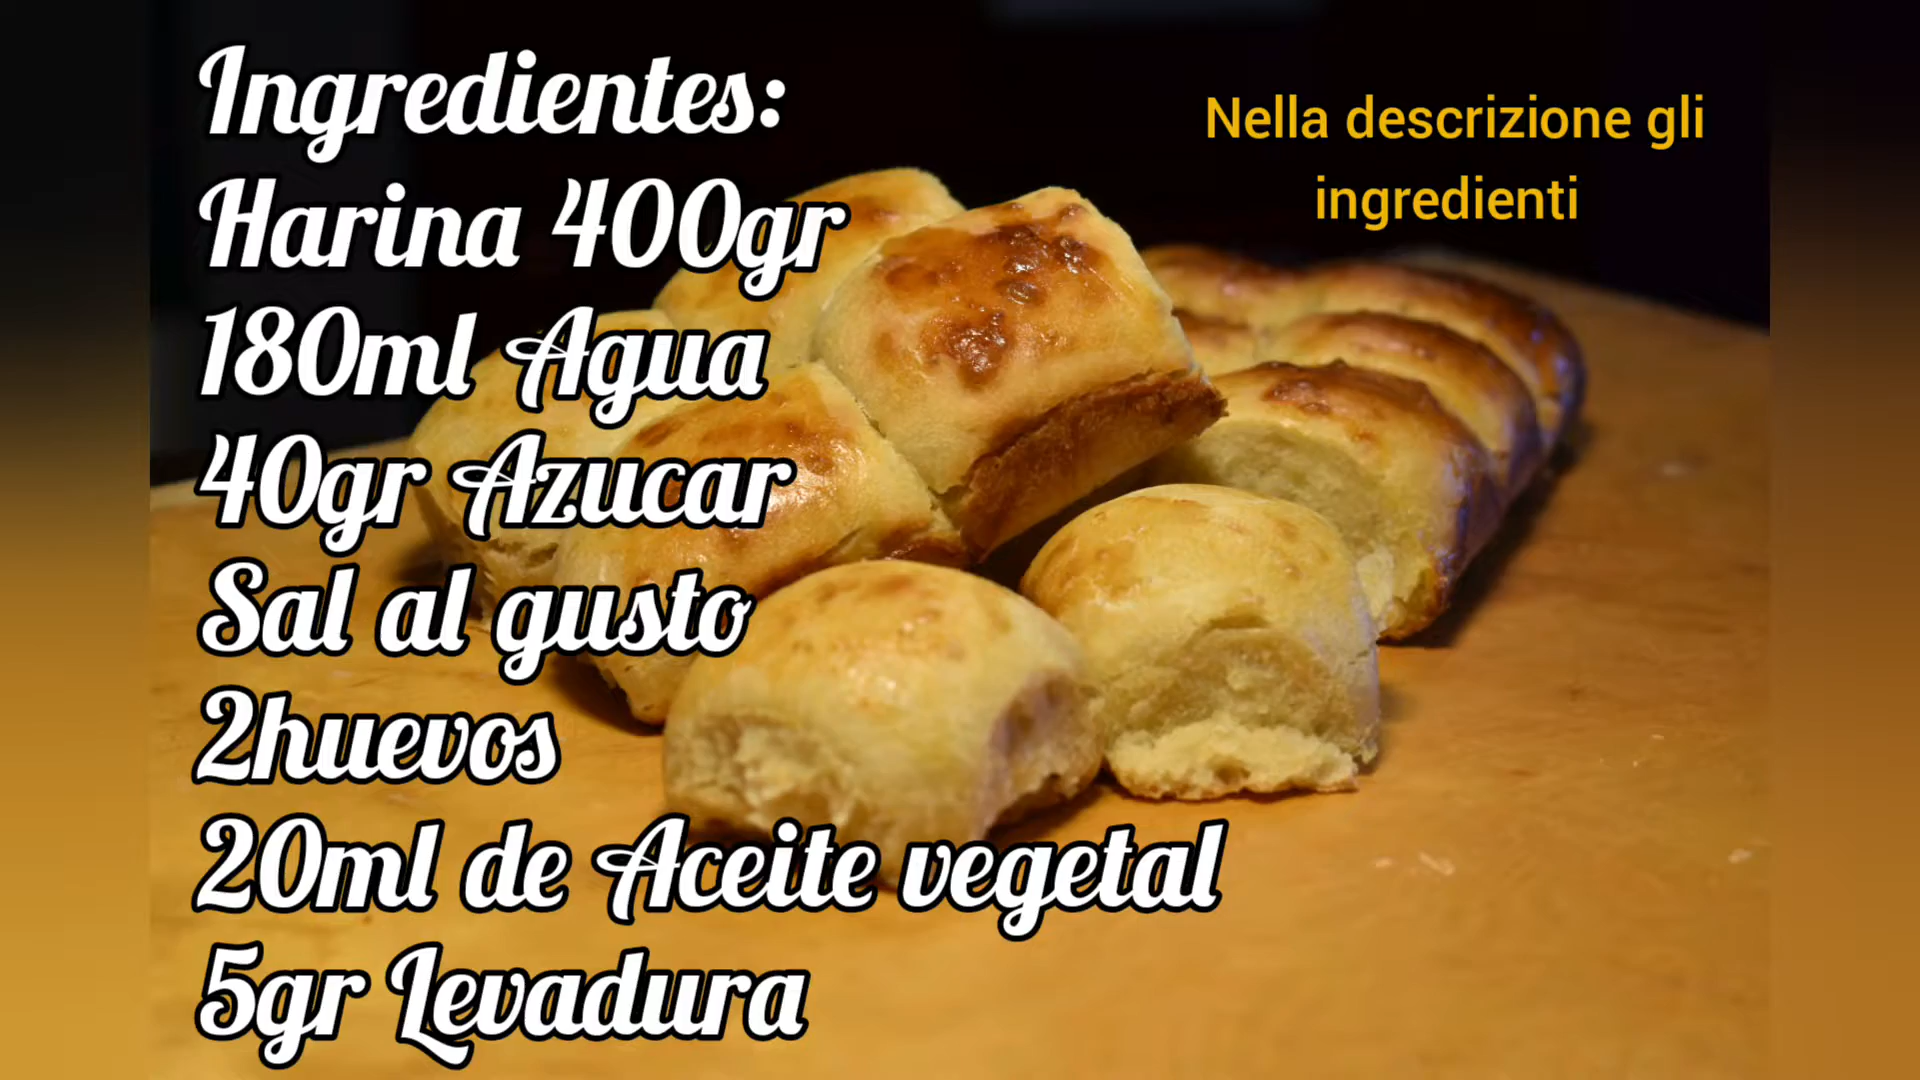 Ingredientes:
Harina 400gr
180ml Agua
40gr Azucar
Sal al gusto
2huevos
20ml de Aceite vegetal
5gr Levadura
Nella descrizione gli
ingredienti